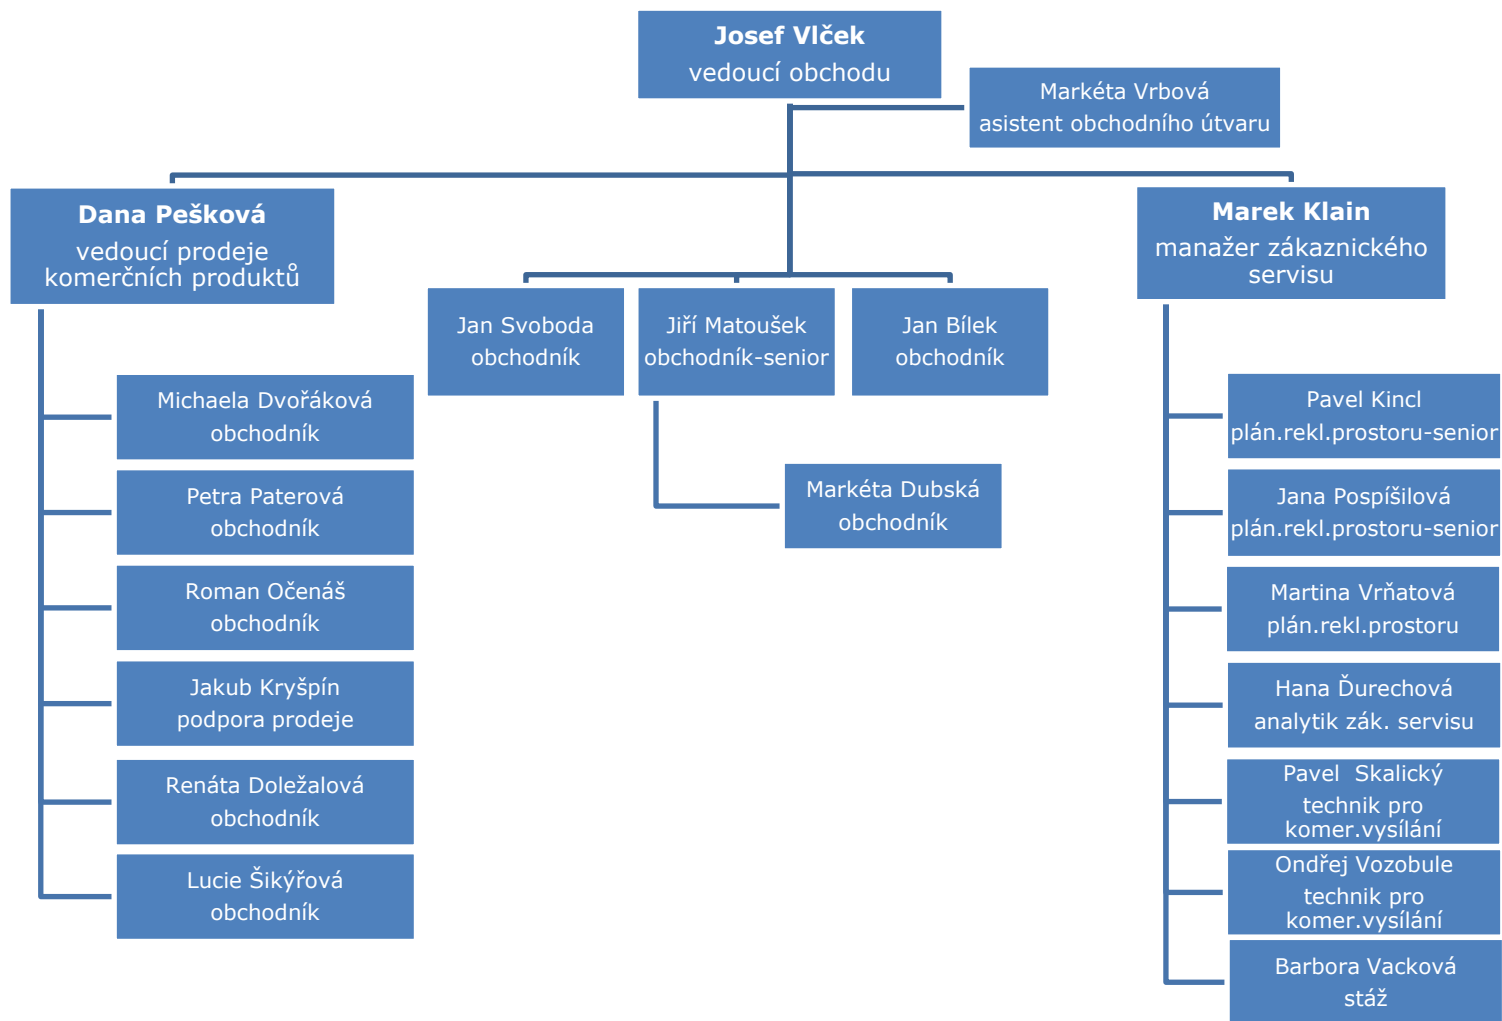 Josef Vlček
vedoucí obchodu
Markéta Vrbová
asistent obchodního útvaru
Dana Pešková
vedoucí prodeje
komerčních produktů
Marek Klain
manažer zákaznického
servisu
Jan Svoboda
obchodník
Jiří Matoušek
obchodník-senior
Jan Bílek
obchodník
Markéta Dubská
obchodník
Michaela Dvořáková
obchodník
Petra Paterová
obchodník
Roman Očenáš
obchodník
Jakub Kryšpín
podpora prodeje
Renáta Doležalová
obchodník
Lucie Šikýřová
obchodník
Pavel Kincl
plán.rekl.prostoru-senior
Jana Pospíšilová
plán.rekl.prostoru-senior
Martina Vrňatová
plán.rekl.prostoru
Hana Ďurechová
analytik zák. servisu
Pavel  Skalický
technik pro
komer.vysílání
Ondřej Vozobule
technik pro
komer.vysílání
Barbora Vacková
stáž